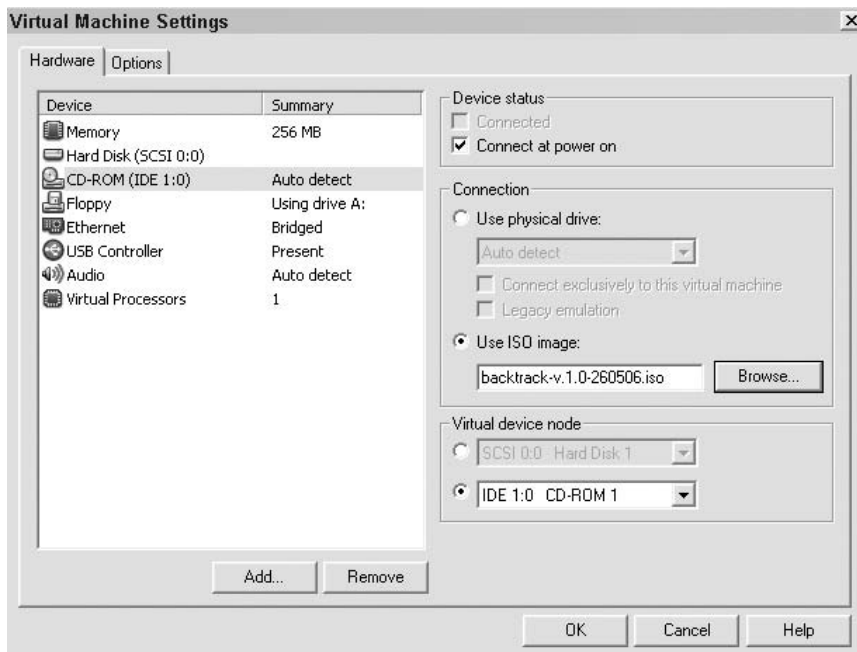 Virtual Machine Settings
Hardware Options
Device Summary
Memory 256 MB
Hard Disk (SCSI 0:0)
CD-ROM (IDE 1:0) Auto detect
Floppy Using drive A:
Ethernet Bridged
USB Controller Present
Audio Auto detect
Virtual Processors 1
Add... Remove
Device status
Connected
Connect at power on
Connection
Use physical drive:
Auto detect
Connect exclusively to this virtual machine
Legacy emulation
Use ISO image:
backtrack-v.1.0-260506.iso Browse...
Virtual device node
SCSI 0:0 Hard Disk 1
IDE 1:0 CD-ROM 1
OK Cancel Help